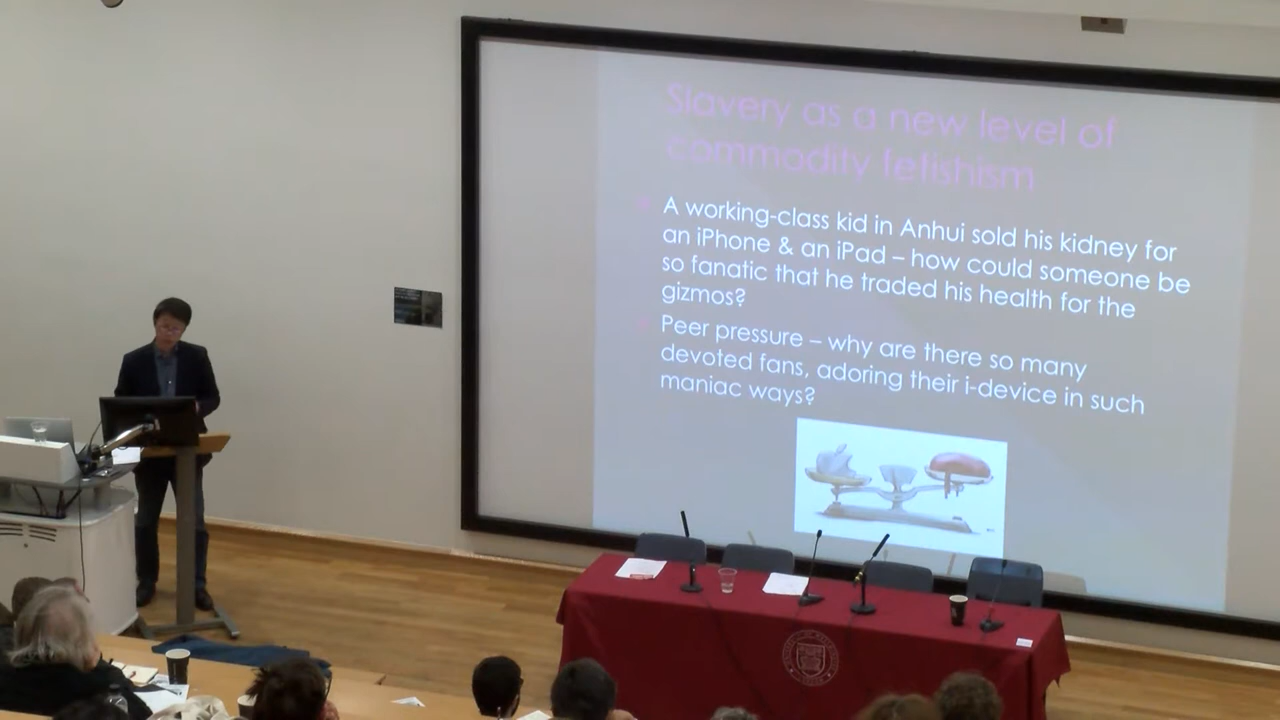 Slavery as a new level of
commodity fetishism
A working-class kid in Anhui sold his kidney for
an iPhone & an iPad – how could someone be
so fanatic that he traded his health for the
gizmos?
Peer pressure – why are there so many
devoted fans, adoring their i-device in such
maniac ways?